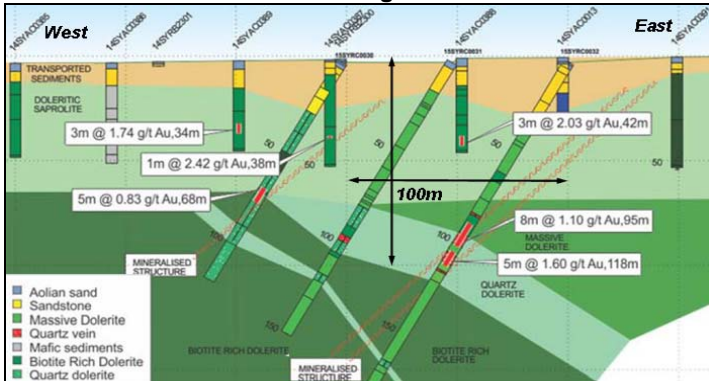 14SYAC0385
14SYAC0386
14SYRB2301
14SYAC0389
14SYAC0387
14SYRB2300
14SYAC0388
14SYAC0013
14SYAC0391
West
East
15SYRC0030
15SYRC0031
15SYRC0032
TRANSPORTED
SEDIMENTS
DOLERITIC
SAPROLITE
3m @ 1.74 g/t Au,34m
3m @ 2.03 g/t Au,42m
1m @ 2.42 g/t Au,38m
50
50
50
50
50
5m @ 0.83 g/t Au,68m
100m
8m @ 1.10 g/t Au,95m
100
100
MASSIVE
DOLERITE
5m @ 1.60 g/t Au,118m
MINERALISED
STRUCTURE
QUARTZ
DOLERITE
Aolian sand
Sandstone
Massive Dolerite
Quartz vein
Mafic sediments
Biotite Rich Dolerite
Quartz dolerite
150
150
BIOTITE RICH DOLERITE
BIOTITE RICH
DOLERITE
MINERALISED
STRUCTURE